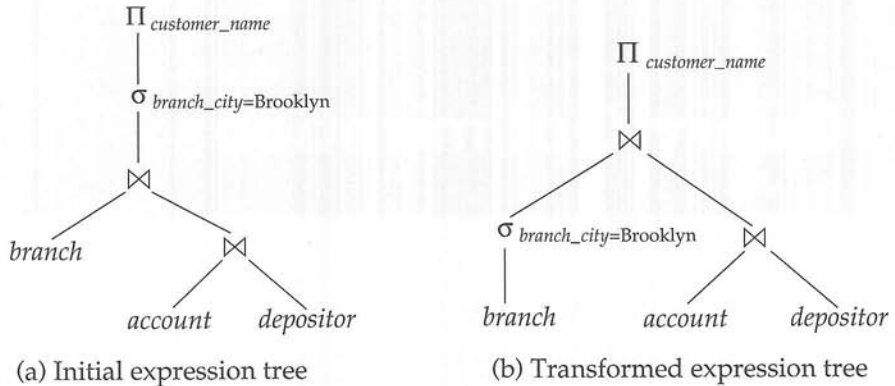 Π customer_name
σ branch_city=Brooklyn
⋈
branch
⋈
account depositor
(a) Initial expression tree
Π customer_name
⋈
σ branch_city=Brooklyn
⋈
branch
account
depositor
(b) Transformed expression tree